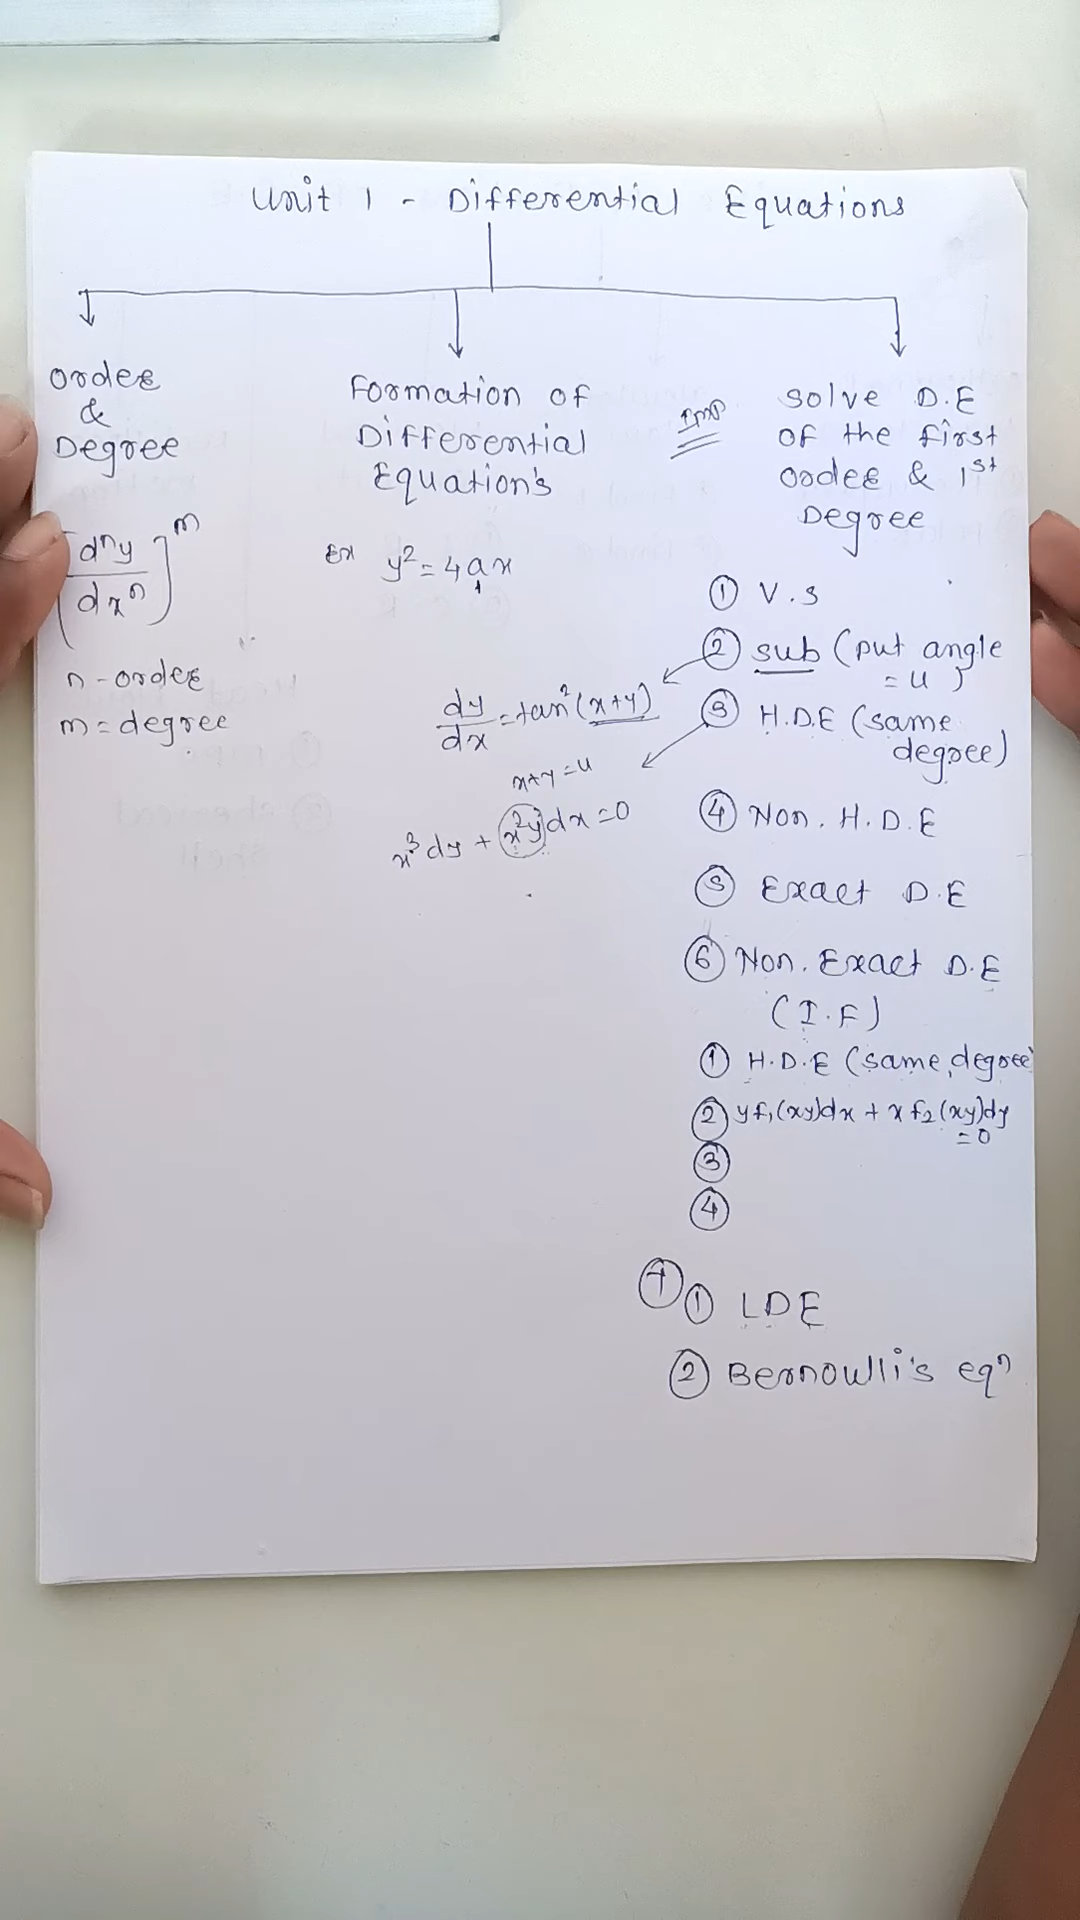 Unit 1 - Differential Equations
Order
&
Degree
[dⁿy/dxⁿ]ᵐ
n - order
m = degree
Formation of
Differential
Equation's
Ex y² = 4ax
1
Imp
Solve D.E
of the first
order & 1st
Degree
① V.S
② sub (put angle
= u)
dy/dx = tan²(x+y)
x+y = u
③ H.D.E (same
degree)
x³dy + x²y dx = 0
④ Non. H.D.E
⑤ Exact D.E
⑥ Non. Exact D.E
(I.F)
① H.D.E (same degree)
② yf₁(xy)dx + xf₂(xy)dy
= 0
③
④
⑦ ① LDE
② Bernowlli's eqⁿ